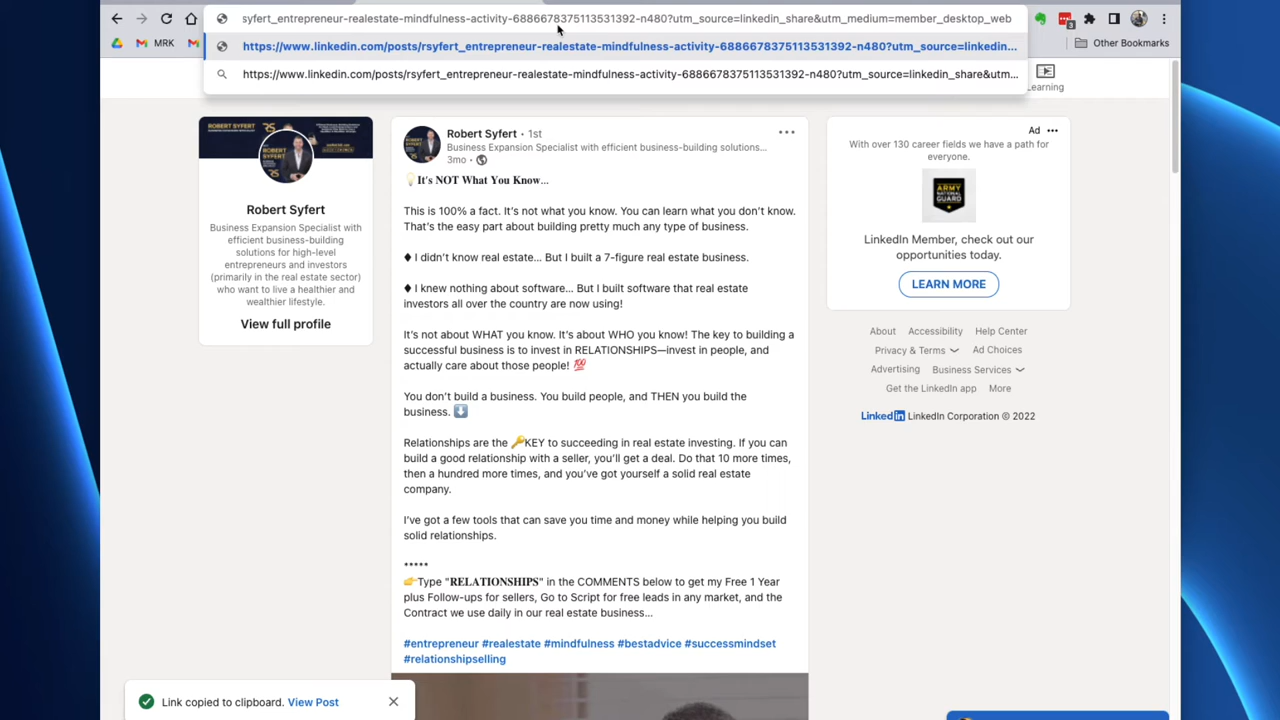 syfert_entrepreneur-realestate-mindfulness-activity-6886678375113531392-n480?utm_source=linkedin_share&utm_medium=member_desktop_web
https://www.linkedin.com/posts/rsyfert_entrepreneur-realestate-mindfulness-activity-6886678375113531392-n480?utm_source=linkedin...
https://www.linkedin.com/posts/rsyfert_entrepreneur-realestate-mindfulness-activity-6886678375113531392-n480?utm_source=linkedin_share&utm...
3
MRK
Other Bookmarks
Learning
Robert Syfert
Business Expansion Specialist with
efficient business-building
solutions for high-level
entrepreneurs and investors
(primarily in the real estate sector)
who want to live a healthier and
wealthier lifestyle.
View full profile
Robert Syfert • 1st
Business Expansion Specialist with efficient business-building solutions...
3mo •
It's NOT What You Know...
This is 100% a fact. It's not what you know. You can learn what you don't know.
That's the easy part about building pretty much any type of business.
♦ I didn't know real estate... But I built a 7-figure real estate business.
♦ I knew nothing about software... But I built software that real estate
investors all over the country are now using!
It's not about WHAT you know. It's about WHO you know! The key to building a
successful business is to invest in RELATIONSHIPS—invest in people, and
actually care about those people! 💯
You don't build a business. You build people, and THEN you build the
business. ⬇️
Relationships are the 🔑KEY to succeeding in real estate investing. If you can
build a good relationship with a seller, you'll get a deal. Do that 10 more times,
then a hundred more times, and you've got yourself a solid real estate
company.
I've got a few tools that can save you time and money while helping you build
solid relationships.
*****
👉Type "RELATIONSHIPS" in the COMMENTS below to get my Free 1 Year
plus Follow-ups for sellers, Go to Script for free leads in any market, and the
Contract we use daily in our real estate business...
#entrepreneur #realestate #mindfulness #bestadvice #successmindset
#relationshipselling
Ad •••
With over 130 career fields we have a path for
everyone.
ARMY
NATIONAL
GUARD
LinkedIn Member, check out our
opportunities today.
LEARN MORE
About Accessibility Help Center
Privacy & Terms Ad Choices
Advertising Business Services
Get the LinkedIn app More
LinkedIn LinkedIn Corporation © 2022
Link copied to clipboard. View Post